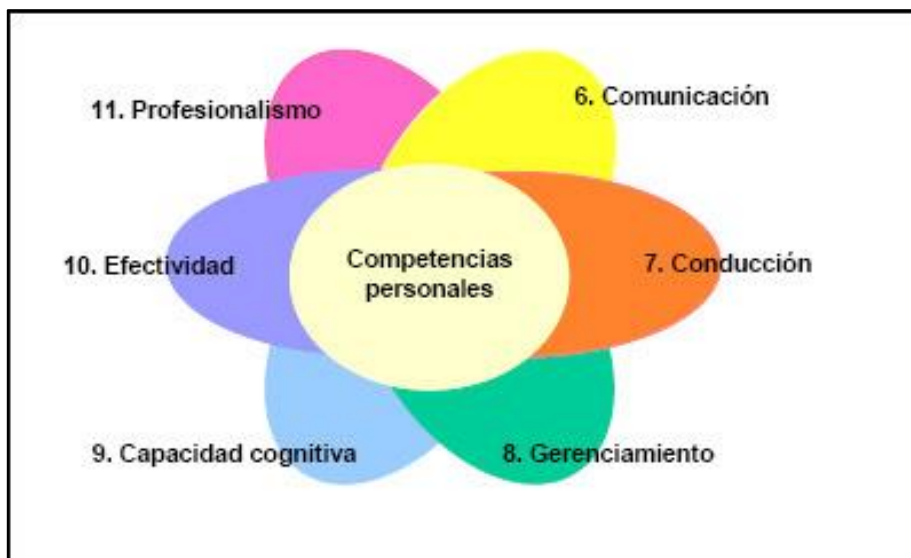 11. Profesionalismo
6. Comunicación
10. Efectividad
Competencias
personales
7. Conducción
9. Capacidad cognitiva
8. Gerenciamiento